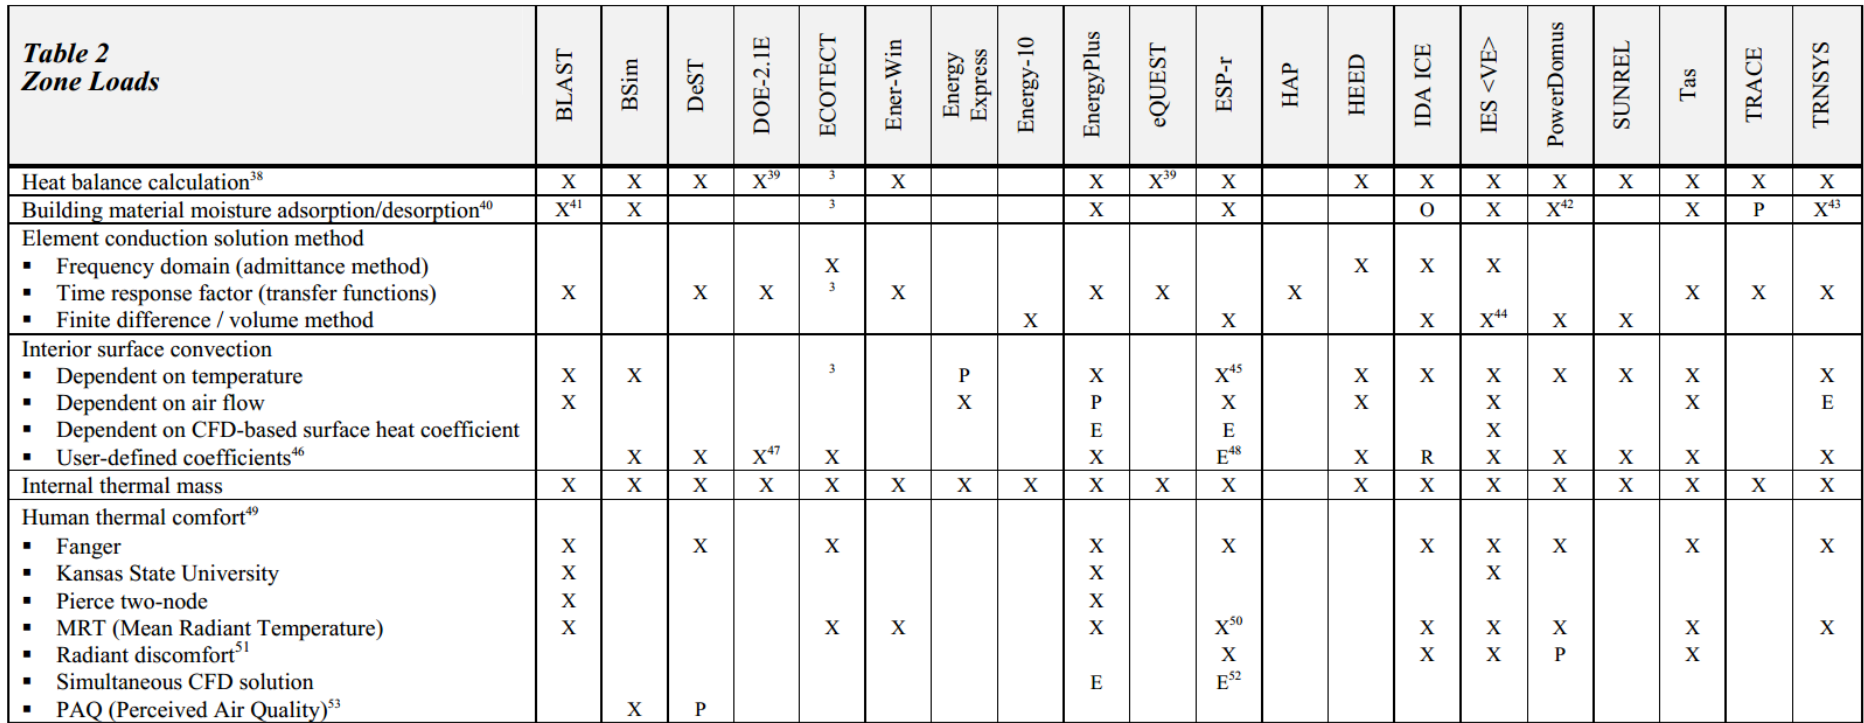 Table 2
Zone Loads
BLAST BSim DeST DOE-2.1E ECOTECT Ener-Win Energy Express Energy-10 EnergyPlus eQUEST ESP-r HAP HEED IDA ICE IES <VE> PowerDomus SUNREL Tas TRACE TRNSYS
Heat balance calculation³⁸ X X X X³⁹ ³ X X X³⁹ X X X X X X X X X
Building material moisture adsorption/desorption⁴⁰ X⁴¹ X ³ X X O X X⁴² X P X⁴³
Element conduction solution method
▪ Frequency domain (admittance method) X X X X
▪ Time response factor (transfer functions) X X X ³ X X X X X X X
▪ Finite difference / volume method X X X X⁴⁴ X X
Interior surface convection
▪ Dependent on temperature X X ³ P X X⁴⁵ X X X X X X X
▪ Dependent on air flow X X P X X X X E
▪ Dependent on CFD-based surface heat coefficient E E X
▪ User-defined coefficients⁴⁶ X X X⁴⁷ X X E⁴⁸ X R X X X X X
Internal thermal mass X X X X X X X X X X X X X X X X X X X
Human thermal comfort⁴⁹
▪ Fanger X X X X X X X X X X
▪ Kansas State University X X X
▪ Pierce two-node X X
▪ MRT (Mean Radiant Temperature) X X X X X⁵⁰ X X X X X
▪ Radiant discomfort⁵¹ X X X P X
▪ Simultaneous CFD solution E E⁵²
▪ PAQ (Perceived Air Quality)⁵³ X P